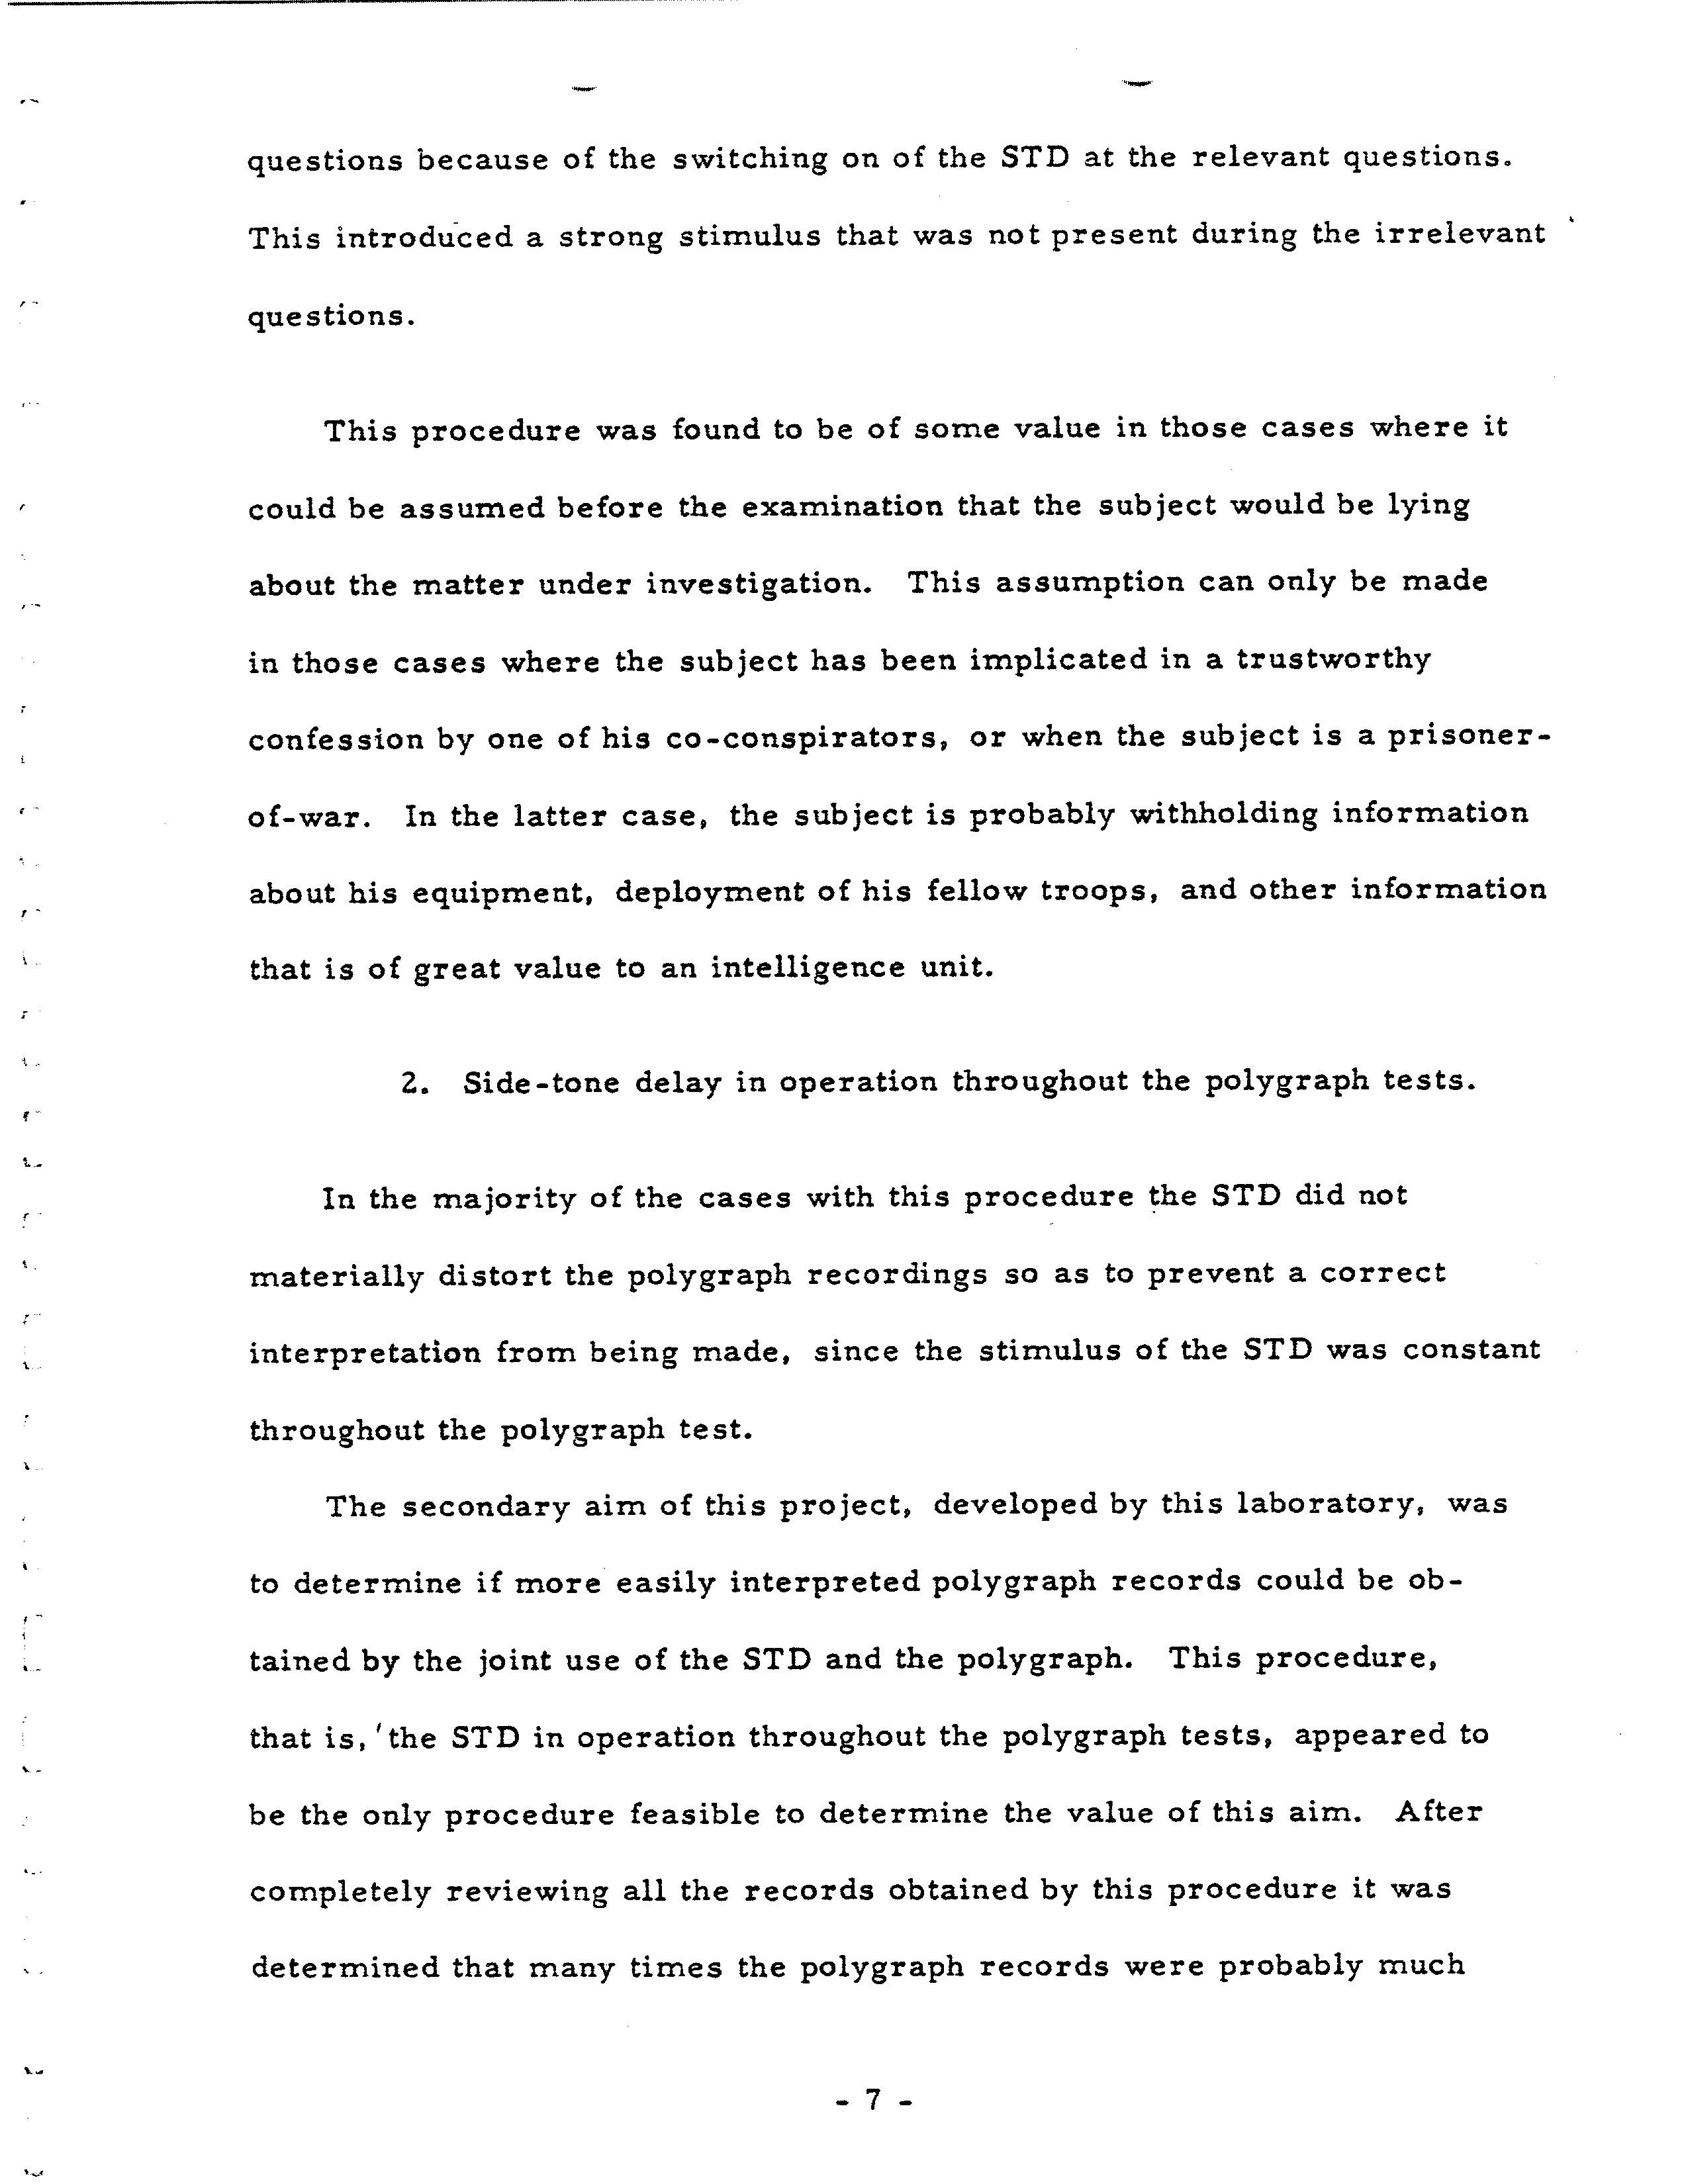 questions because of the switching on of the STD at the relevant questions.
This introduced a strong stimulus that was not present during the irrelevant
questions.
This procedure was found to be of some value in those cases where it
could be assumed before the examination that the subject would be lying
about the matter under investigation. This assumption can only be made
in those cases where the subject has been implicated in a trustworthy
confession by one of his co-conspirators, or when the subject is a prisoner-
of-war. In the latter case, the subject is probably withholding information
about his equipment, deployment of his fellow troops, and other information
that is of great value to an intelligence unit.
2. Side-tone delay in operation throughout the polygraph tests.
In the majority of the cases with this procedure the STD did not
materially distort the polygraph recordings so as to prevent a correct
interpretation from being made, since the stimulus of the STD was constant
throughout the polygraph test.
The secondary aim of this project, developed by this laboratory, was
to determine if more easily interpreted polygraph records could be ob-
tained by the joint use of the STD and the polygraph. This procedure,
that is, the STD in operation throughout the polygraph tests, appeared to
be the only procedure feasible to determine the value of this aim. After
completely reviewing all the records obtained by this procedure it was
determined that many times the polygraph records were probably much
- 7 -